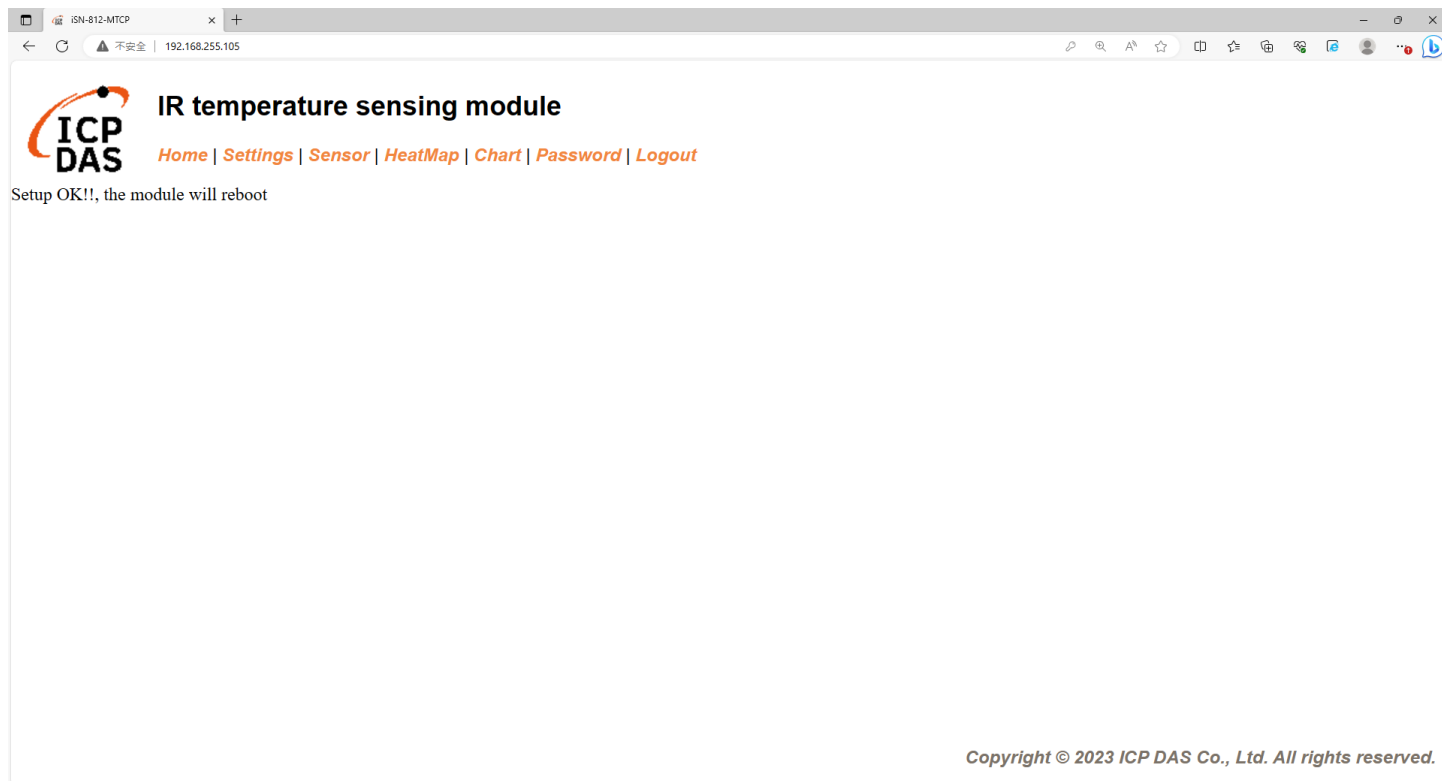 iSN-812-MTCP
不安全 192.168.255.105
ICP
DAS
IR temperature sensing module
Home | Settings | Sensor | HeatMap | Chart | Password | Logout
Setup OK!!, the module will reboot
Copyright © 2023 ICP DAS Co., Ltd. All rights reserved.